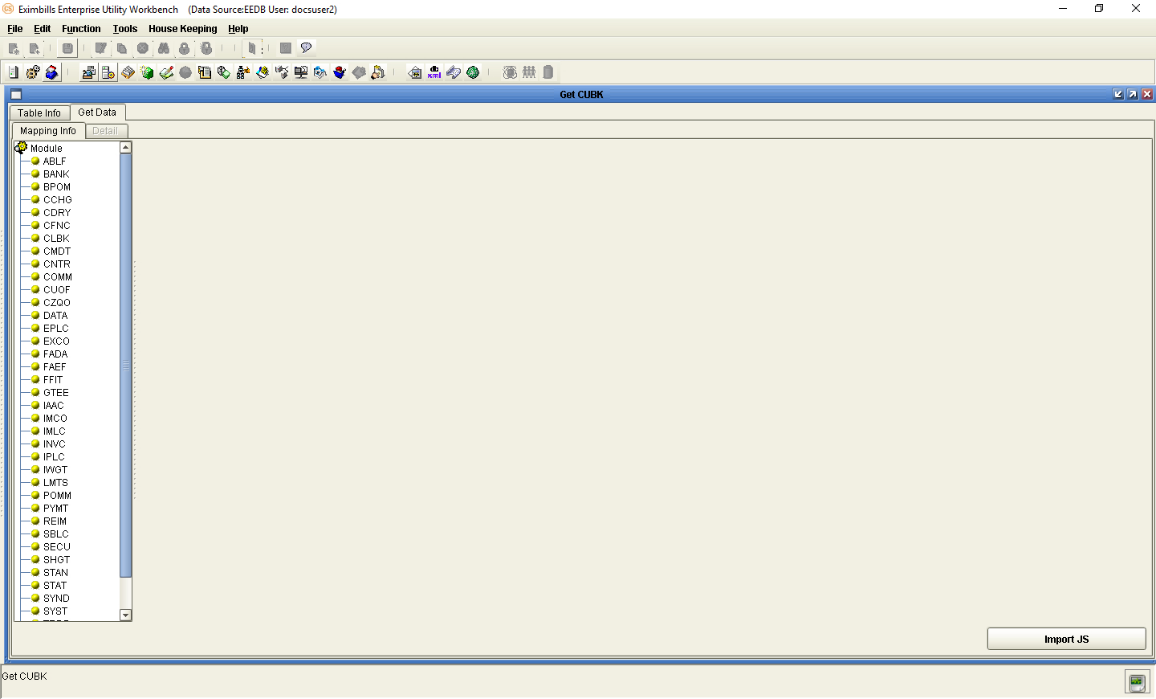 Eximbills Enterprise Utility Workbench (Data Source:EEDB User: docsuser2)
File Edit Function Tools House Keeping Help
Get CUBK
Table Info Get Data
Mapping Info Detail
Module
ABLF
BANK
BPOM
CCHG
CDRY
CFNC
CLBK
CMDT
CNTR
COMM
CUOF
CZQO
DATA
EPLC
EXCO
FADA
FAEF
FFIT
GTEE
IAAC
IMCO
IMLC
INVC
IPLC
IWGT
LMTS
POMM
PYMT
REIM
SBLC
SECU
SHGT
STAN
STAT
SYND
SYST
Import JS
Get CUBK